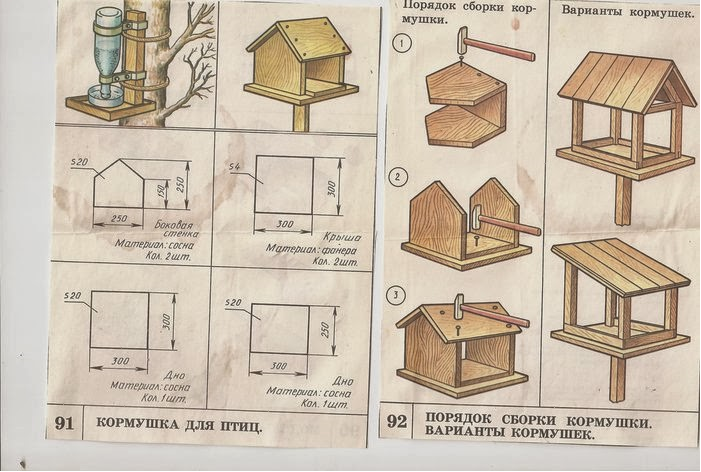 s20
150
250
250
Боковая
стенка
Материал: сосна
Кол. 2шт.
s4
300
300
Крыша
Материал: фанера
Кол. 2шт.
s20
300
300
Дно
Материал: сосна
Кол. 1шт.
s20
250
300
Дно
Материал: сосна
Кол. 1шт.
91 КОРМУШКА ДЛЯ ПТИЦ.
Порядок сборки кор-
мушки.
1
2
3
Варианты кормушек.
92 ПОРЯДОК СБОРКИ КОРМУШКИ.
ВАРИАНТЫ КОРМУШЕК.